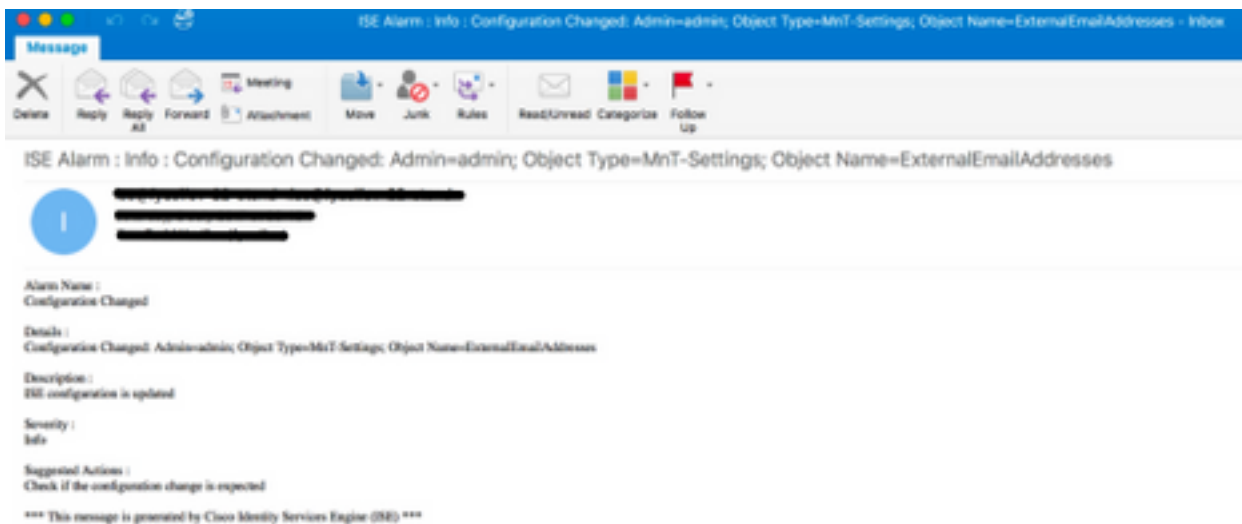 ISE Alarm : Info : Configuration Changed: Admin=admin; Object Type=MnT-Settings; Object Name=ExternalEmailAddresses - Inbox
Message
Meeting
Attachment
Delete Reply Reply All Forward Move Junk Rules Read/Unread Categorize Follow Up
ISE Alarm : Info : Configuration Changed: Admin=admin; Object Type=MnT-Settings; Object Name=ExternalEmailAddresses
I
Alarm Name :
Configuration Changed
Details :
Configuration Changed: Admin=admin; Object Type=MnT-Settings; Object Name=ExternalEmailAddresses
Description :
ISE configuration is updated
Severity :
Info
Suggested Actions :
Check if the configuration change is expected
*** This message is generated by Cisco Identity Services Engine (ISE) ***